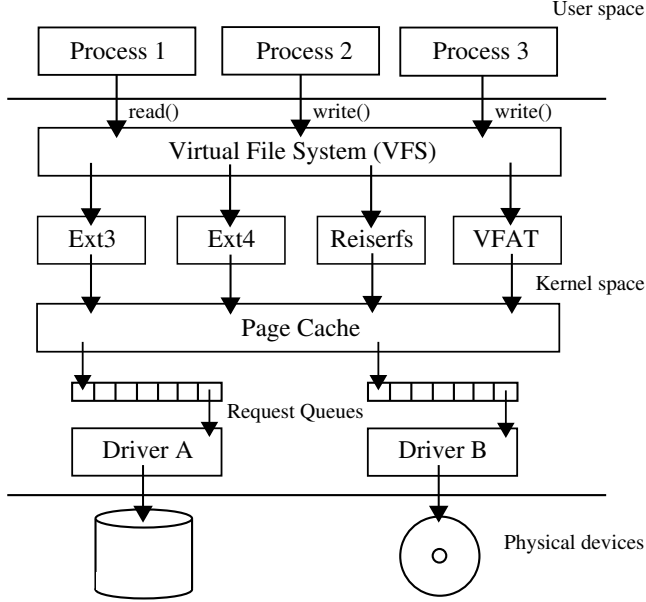 User space
Process 1
Process 2
Process 3
read()
write()
write()
Virtual File System (VFS)
Ext3
Ext4
Reiserfs
VFAT
Kernel space
Page Cache
Request Queues
Driver A
Driver B
Physical devices